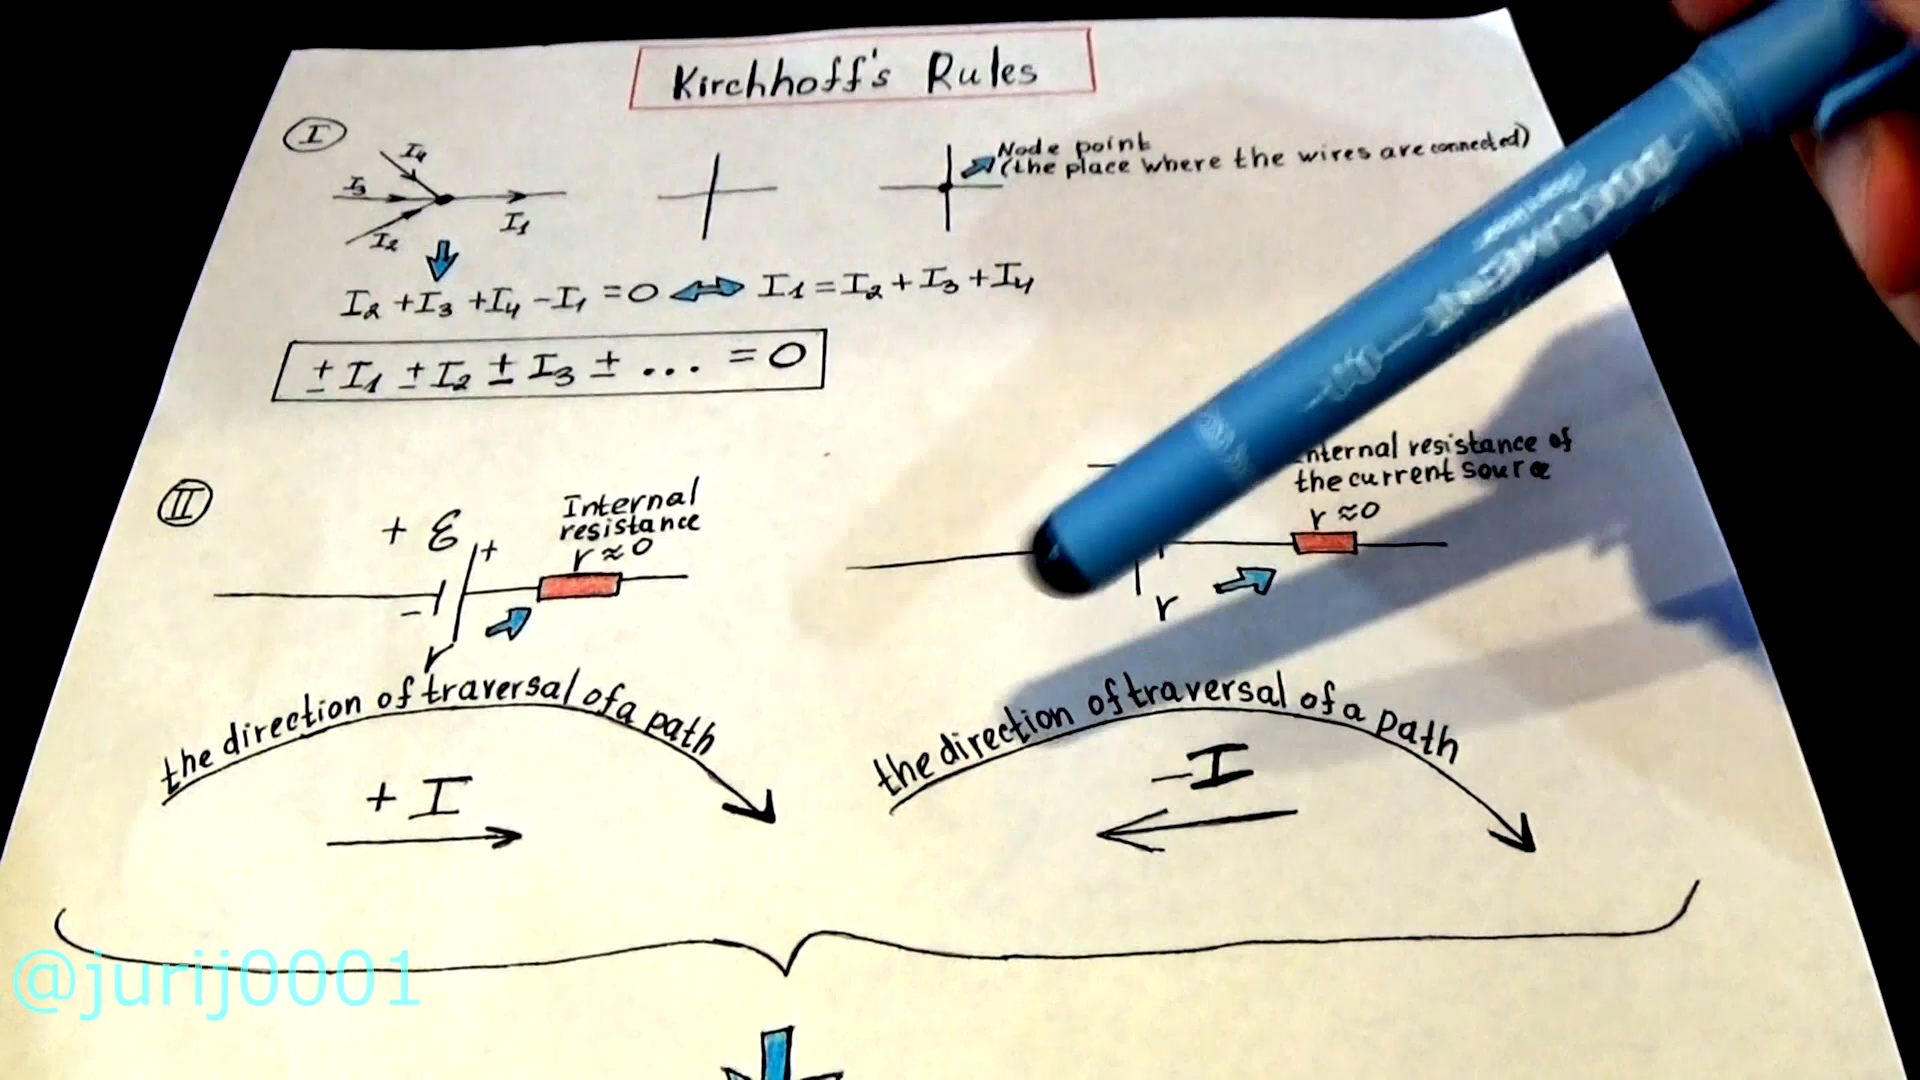 Kirchhoff's Rules
I
I4
I3
I2
I1
Node point
(the place where the wires are connected)
I2 + I3 + I4 - I1 = 0 ⇔ I1 = I2 + I3 + I4
± I1 ± I2 ± I3 ± ... = 0
II
+ ε
+
-
r
Internal
resistance
r ≈ 0
the direction of traversal of a path
+ I
resistance of
the current source
r ≈ 0
r
the direction of traversal of a path
- I
@jurij0001